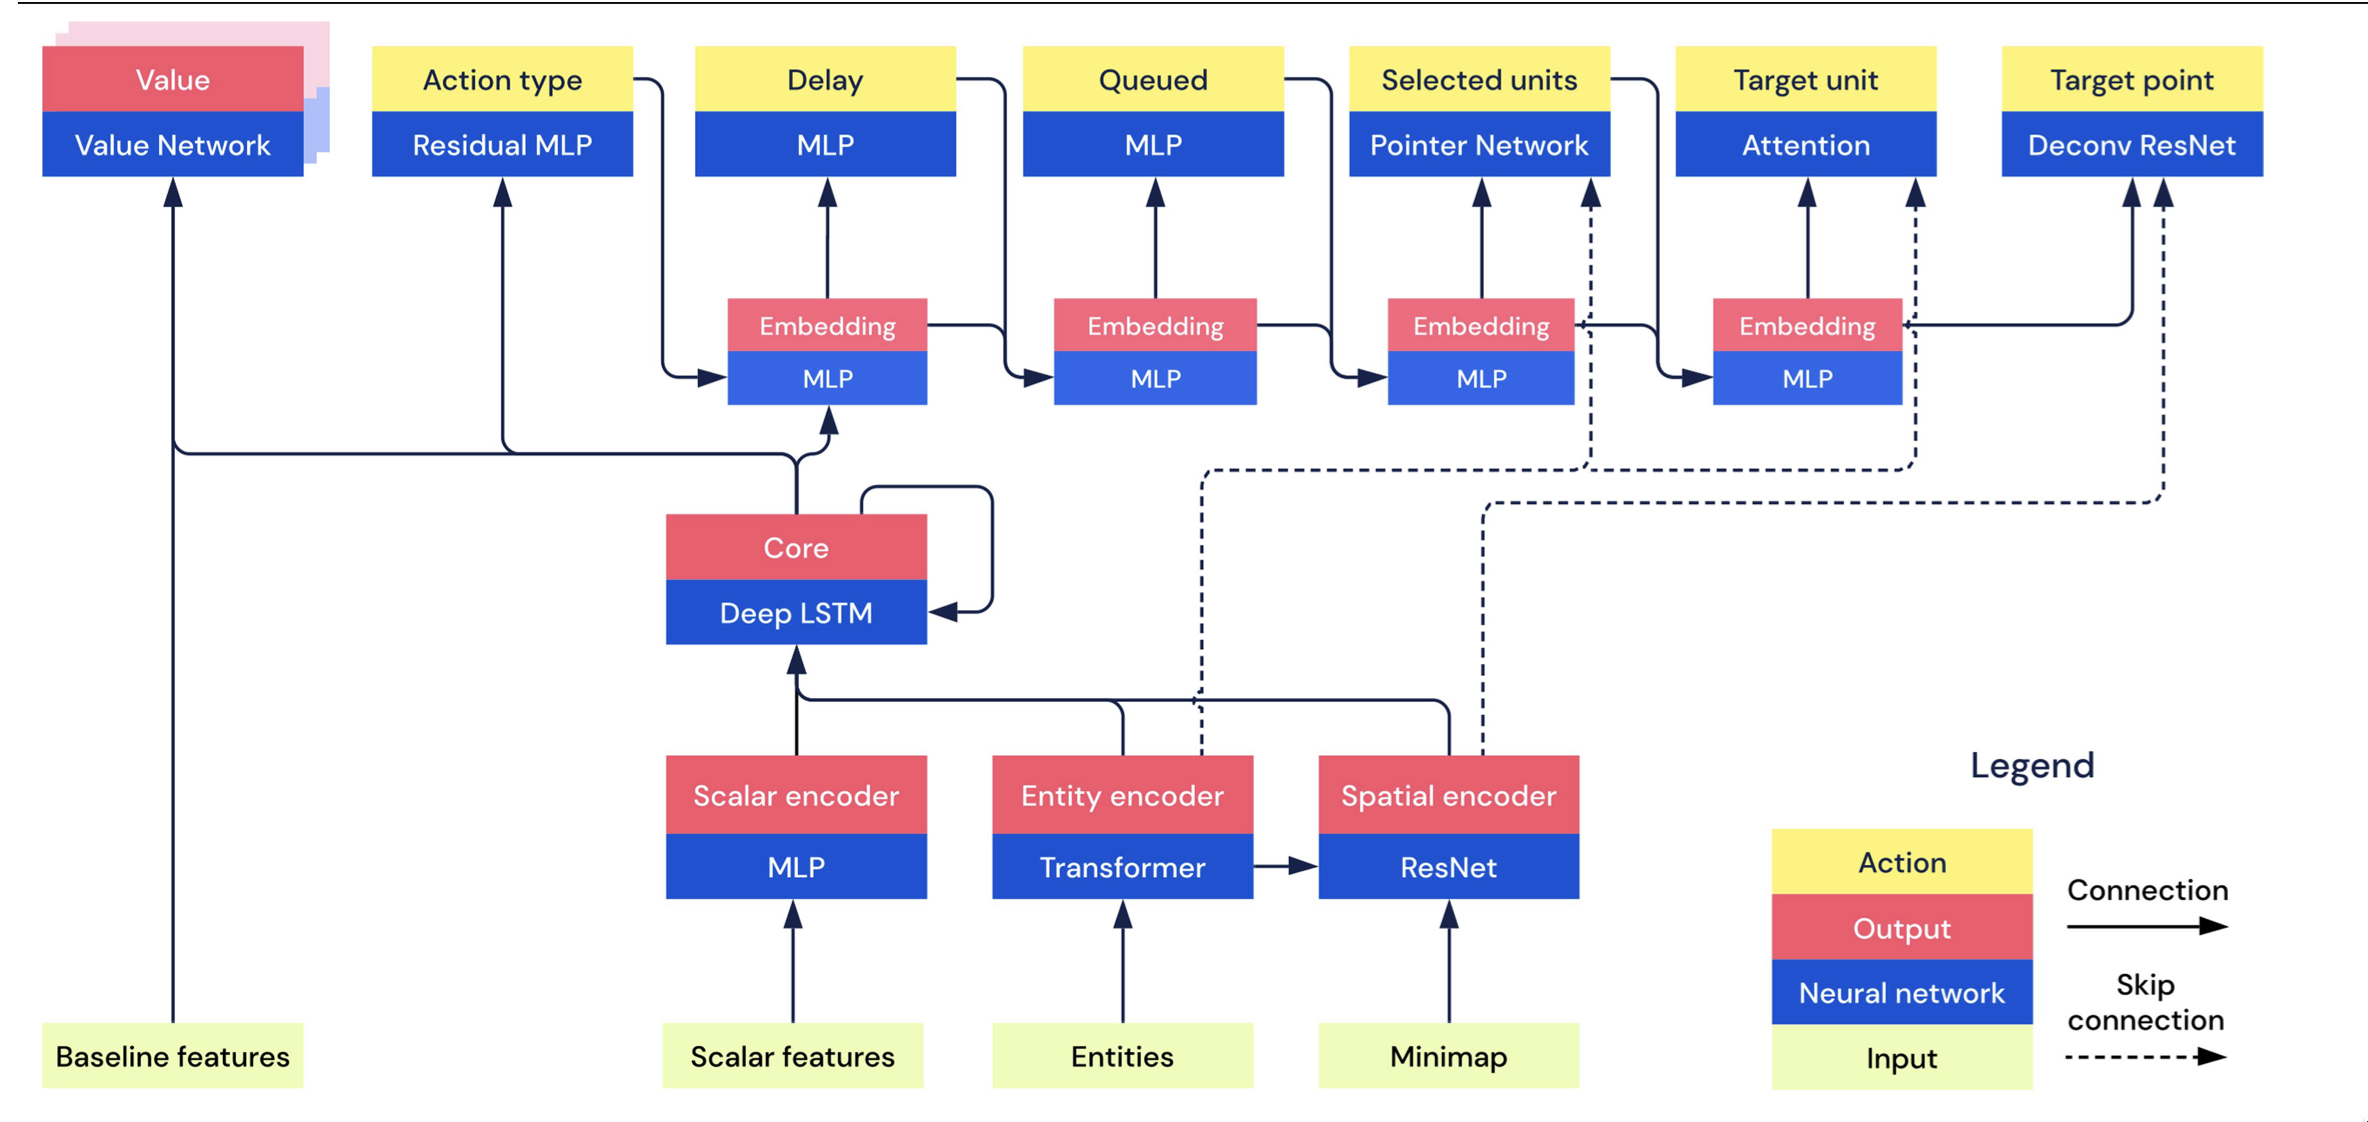 Value
Value Network
Action type
Residual MLP
Delay
MLP
Queued
MLP
Selected units
Pointer Network
Target unit
Attention
Target point
Deconv ResNet
Embedding
MLP
Embedding
MLP
Embedding
MLP
Embedding
MLP
Core
Deep LSTM
Scalar encoder
MLP
Entity encoder
Transformer
Spatial encoder
ResNet
Baseline features
Scalar features
Entities
Minimap
Legend
Action
Output
Neural network
Input
Connection
Skip
connection